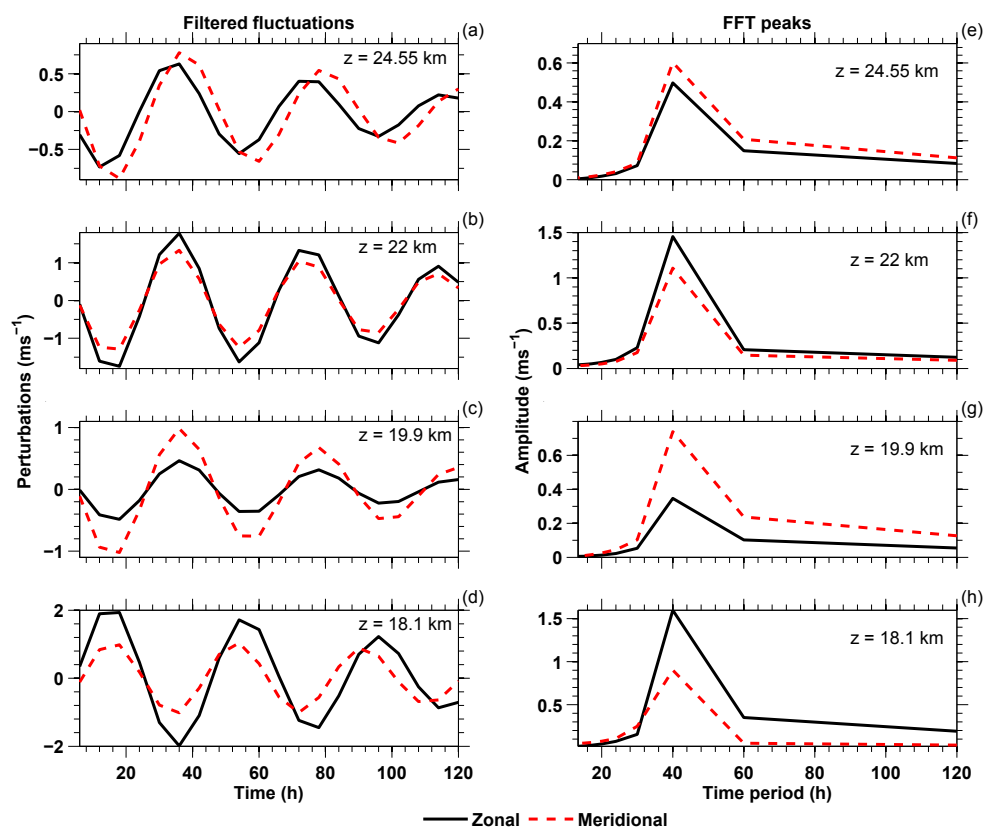 Filtered fluctuations
FFT peaks
(a)
z = 24.55 km
0.5
0
−0.5
(b)
z = 22 km
1
0
−1
(c)
z = 19.9 km
1
0
−1
(d)
z = 18.1 km
2
0
−2
20 40 60 80 100 120
Time (h)
Perturbations (ms⁻¹)
(e)
z = 24.55 km
0.6
0.4
0.2
0
(f)
z = 22 km
1.5
1
0.5
0
(g)
z = 19.9 km
0.6
0.4
0.2
0
(h)
z = 18.1 km
1.5
1
0.5
20 40 60 80 100 120
Time period (h)
Amplitude (ms⁻¹)
Zonal Meridional